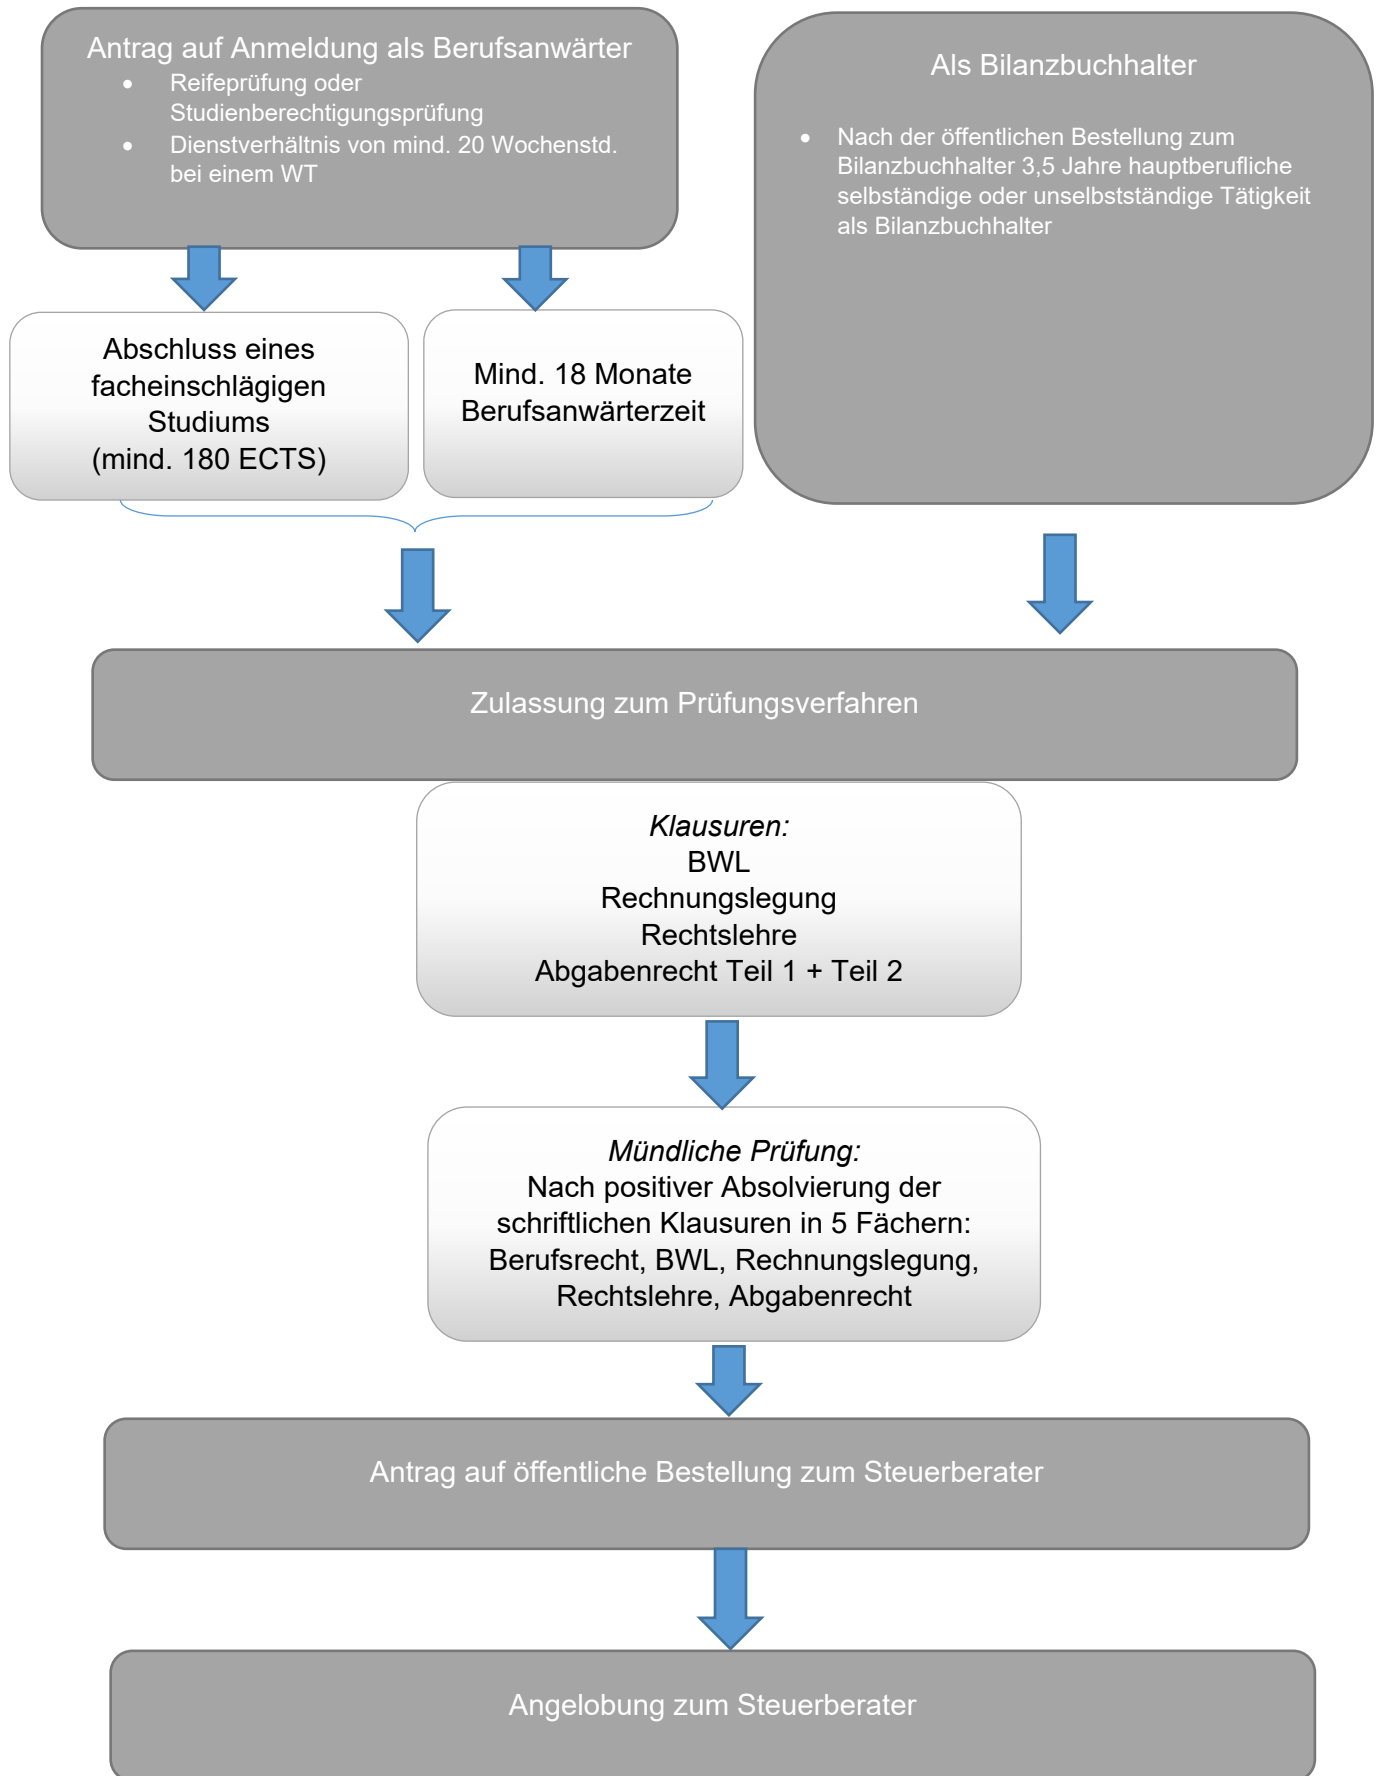 Antrag auf Anmeldung als Berufsanwärter
• Reifeprüfung oder
Studienberechtigungsprüfung
• Dienstverhältnis von mind. 20 Wochenstd.
bei einem WT
Als Bilanzbuchhalter
• Nach der öffentlichen Bestellung zum
Bilanzbuchhalter 3,5 Jahre hauptberufliche
selbständige oder unselbstständige Tätigkeit
als Bilanzbuchhalter
Abschluss eines
facheinschlägigen
Studiums
(mind. 180 ECTS)
Mind. 18 Monate
Berufsanwärterzeit
Zulassung zum Prüfungsverfahren
Klausuren:
BWL
Rechnungslegung
Rechtslehre
Abgabenrecht Teil 1 + Teil 2
Mündliche Prüfung:
Nach positiver Absolvierung der
schriftlichen Klausuren in 5 Fächern:
Berufsrecht, BWL, Rechnungslegung,
Rechtslehre, Abgabenrecht
Antrag auf öffentliche Bestellung zum Steuerberater
Angelobung zum Steuerberater